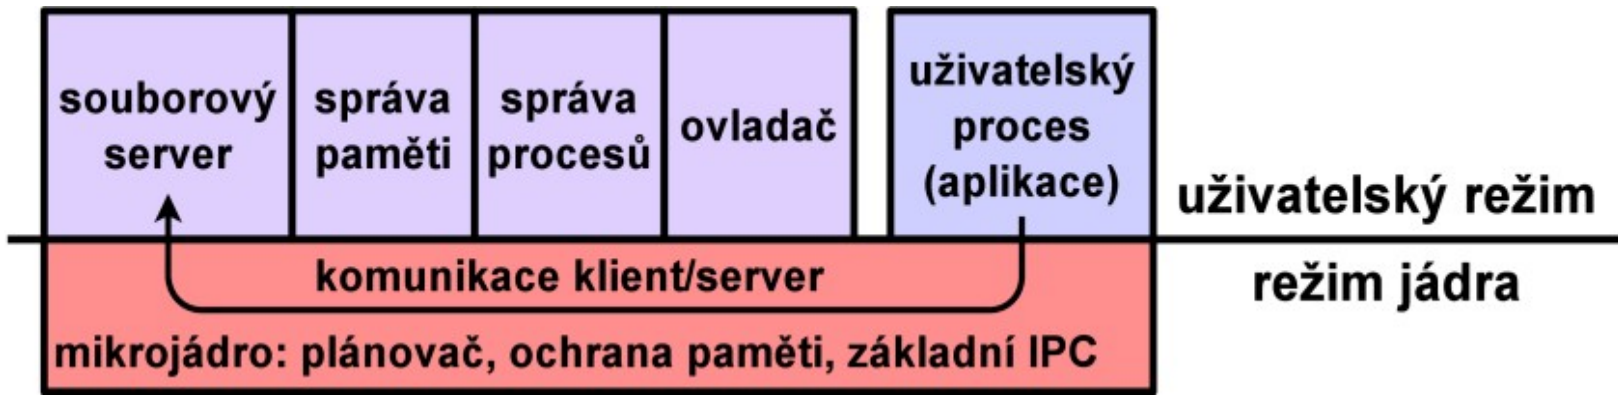 souborový
server
správa
paměti
správa
procesů
ovladač
uživatelský
proces
(aplikace)
uživatelský režim
komunikace klient/server
režim jádra
mikrojádro: plánovač, ochrana paměti, základní IPC